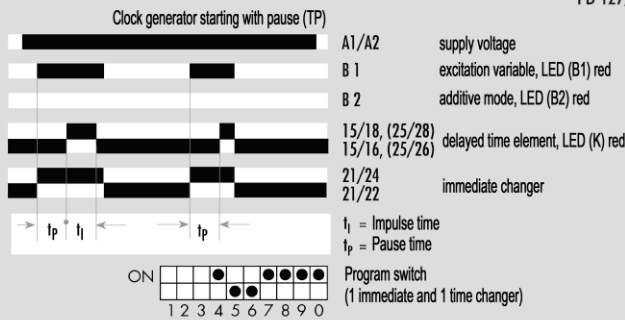 Clock generator starting with pause (TP)
A1/A2 supply voltage
B 1 excitation variable, LED (B1) red
B 2 additive mode, LED (B2) red
15/18, (25/28)
15/16, (25/26) delayed time element, LED (K) red
21/24
21/22 immediate changer
tP tI tP
tI = Impulse time
tP = Pause time
ON
Program switch
(1 immediate and 1 time changer)
1 2 3 4 5 6 7 8 9 0